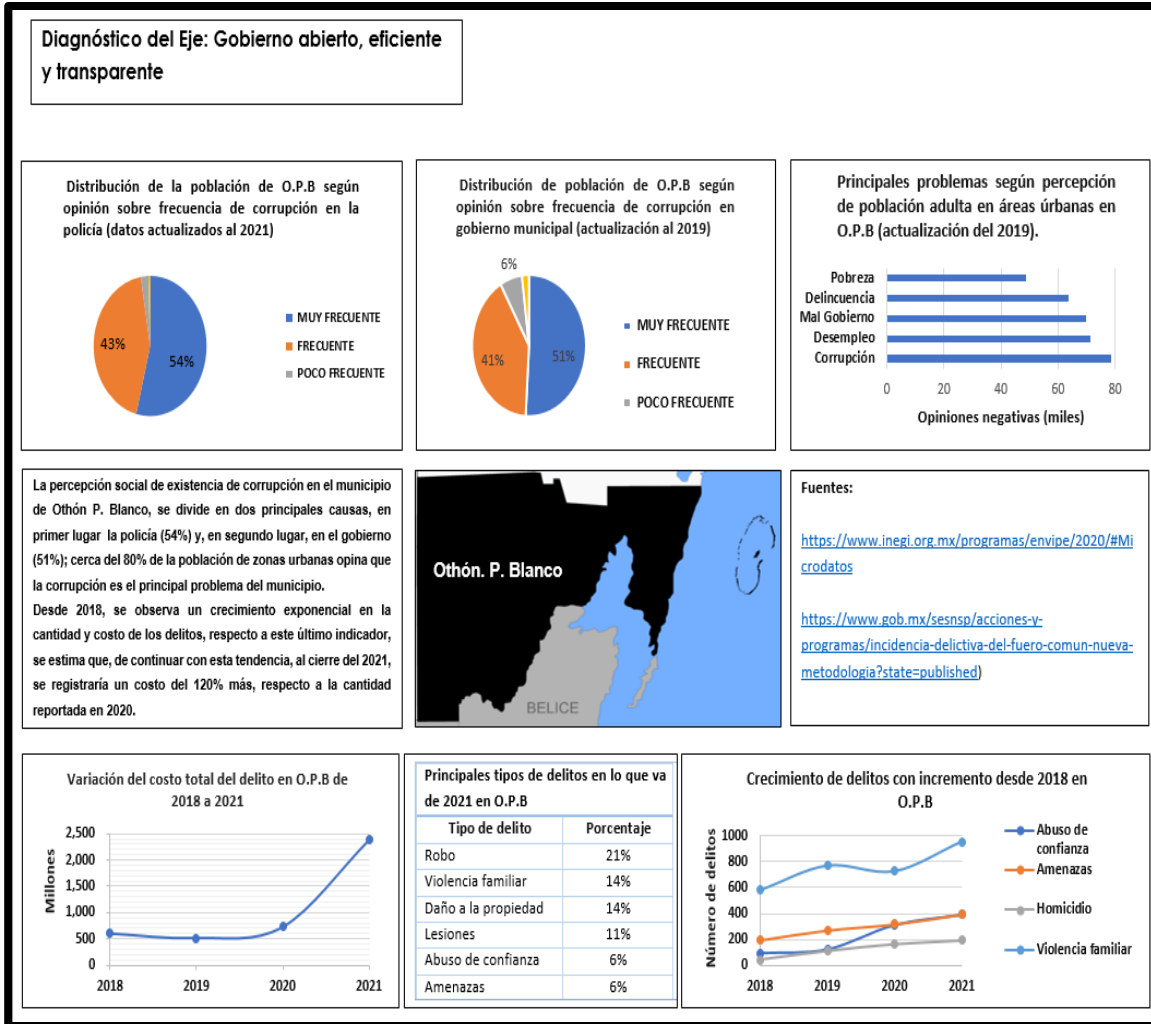 Diagnóstico del Eje: Gobierno abierto, eficiente
y transparente
Distribución de la población de O.P.B según
opinión sobre frecuencia de corrupción en la
policía (datos actualizados al 2021)
43%
54%
MUY FRECUENTE
FRECUENTE
POCO FRECUENTE
Distribución de población de O.P.B según
opinión sobre frecuencia de corrupción en
gobierno municipal (actualización al 2019)
6%
41%
51%
MUY FRECUENTE
FRECUENTE
POCO FRECUENTE
Principales problemas según percepción
de población adulta en áreas úrbanas en
O.P.B (actualización del 2019).
Pobreza
Delincuencia
Mal Gobierno
Desempleo
Corrupción
0 20 40 60 80
Opiniones negativas (miles)
La percepción social de existencia de corrupción en el municipio
de Othón P. Blanco, se divide en dos principales causas, en
primer lugar la policía (54%) y, en segundo lugar, en el gobierno
(51%); cerca del 80% de la población de zonas urbanas opina que
la corrupción es el principal problema del municipio.
Desde 2018, se observa un crecimiento exponencial en la
cantidad y costo de los delitos, respecto a este último indicador,
se estima que, de continuar con esta tendencia, al cierre del 2021,
se registraría un costo del 120% más, respecto a la cantidad
reportada en 2020.
Othón. P. Blanco
BELICE
Fuentes:
https://www.inegi.org.mx/programas/envipe/2020/#Mi
crodatos
https://www.gob.mx/sesnsp/acciones-y-
programas/incidencia-delictiva-del-fuero-comun-nueva-
metodologia?state=published)
Variación del costo total del delito en O.P.B de
2018 a 2021
Millones
2,500
2,000
1,500
1,000
500
0
2018 2019 2020 2021
Principales tipos de delitos en lo que va
de 2021 en O.P.B
Tipo de delito Porcentaje
Robo 21%
Violencia familiar 14%
Daño a la propiedad 14%
Lesiones 11%
Abuso de confianza 6%
Amenazas 6%
Crecimiento de delitos con incremento desde 2018 en
O.P.B
Número de delitos
1000
800
600
400
200
0
2018 2019 2020 2021
Abuso de
confianza
Amenazas
Homicidio
Violencia familiar